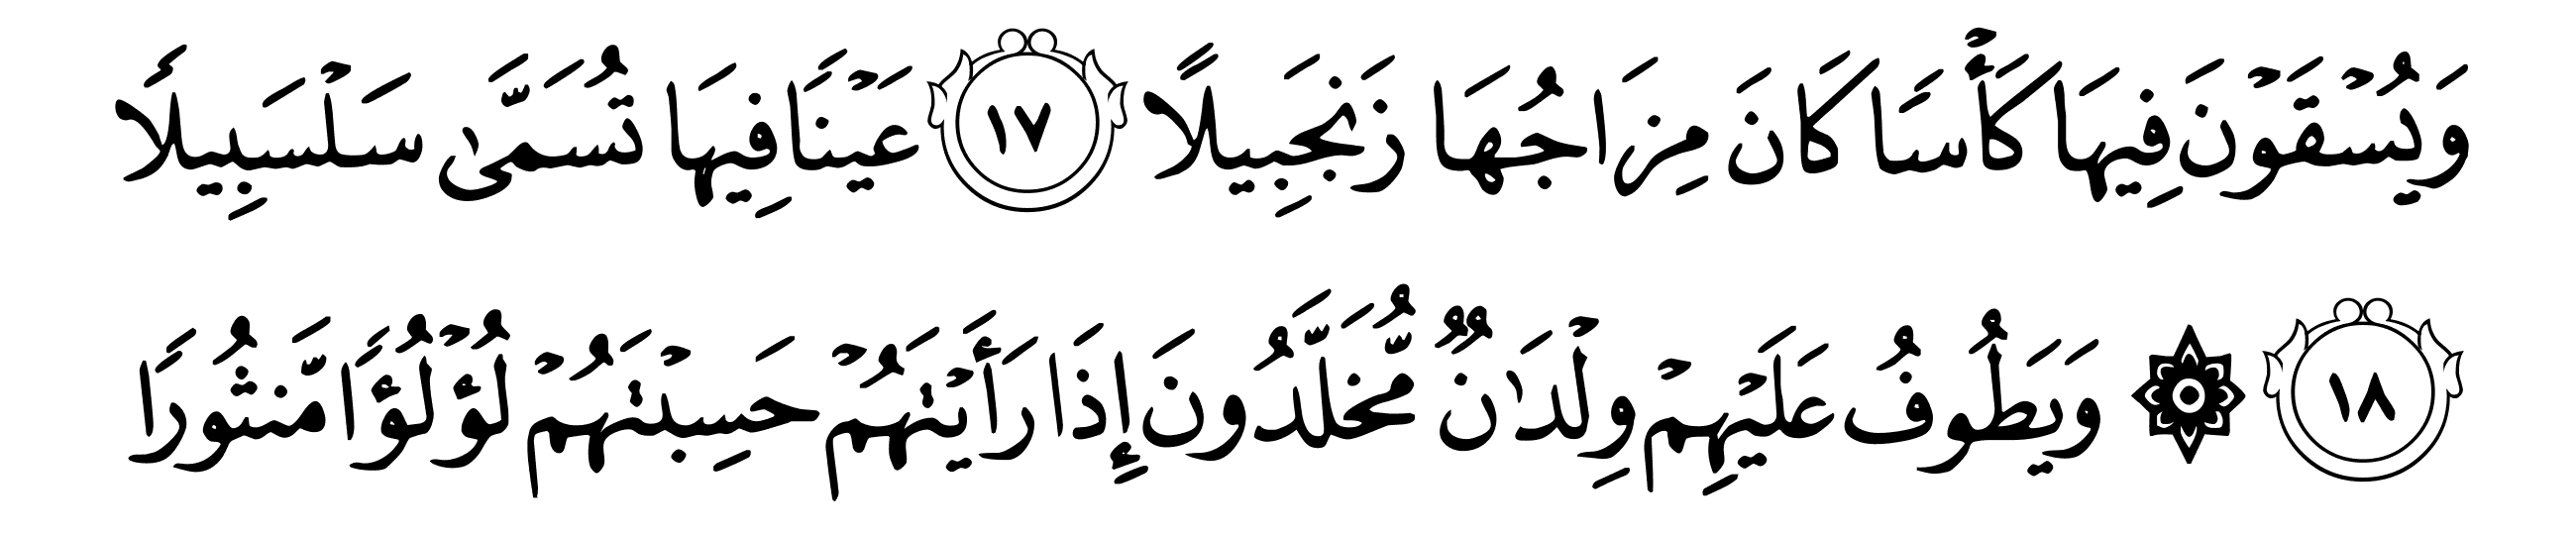 وَيُسۡقَوۡنَ فِيهَا كَأۡسٗا كَانَ مِزَاجُهَا زَنجَبِيلًا ١٧ عَيۡنٗا فِيهَا تُسَمَّىٰ سَلۡسَبِيلٗا
١٨ ۞ وَيَطُوفُ عَلَيۡهِمۡ وِلۡدَٰنٞ مُّخَلَّدُونَ إِذَا رَأَيۡتَهُمۡ حَسِبۡتَهُمۡ لُؤۡلُؤٗا مَّنثُورٗا